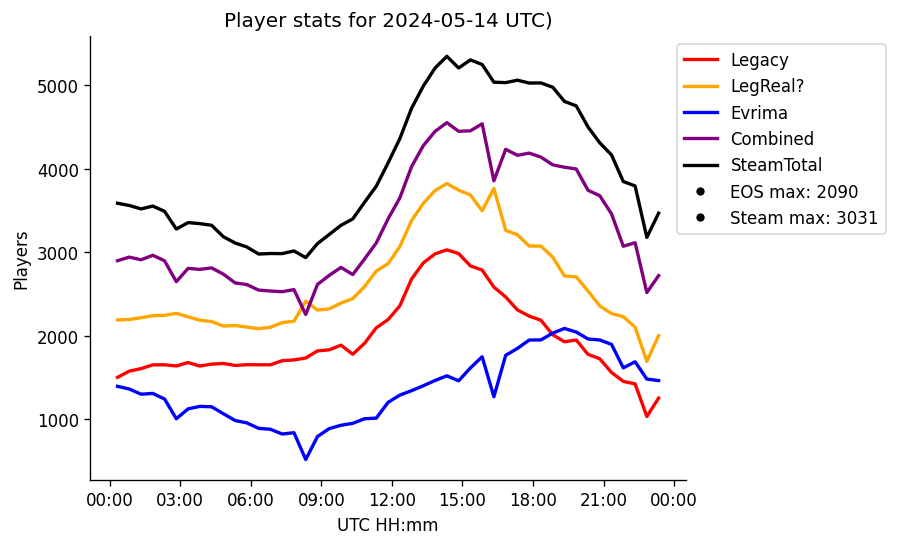 Player stats for 2024-05-14 UTC)
Legacy
LegReal?
Evrima
Combined
SteamTotal
EOS max: 2090
Steam max: 3031
Players
5000
4000
3000
2000
1000
00:00 03:00 06:00 09:00 12:00 15:00 18:00 21:00 00:00
UTC HH:mm